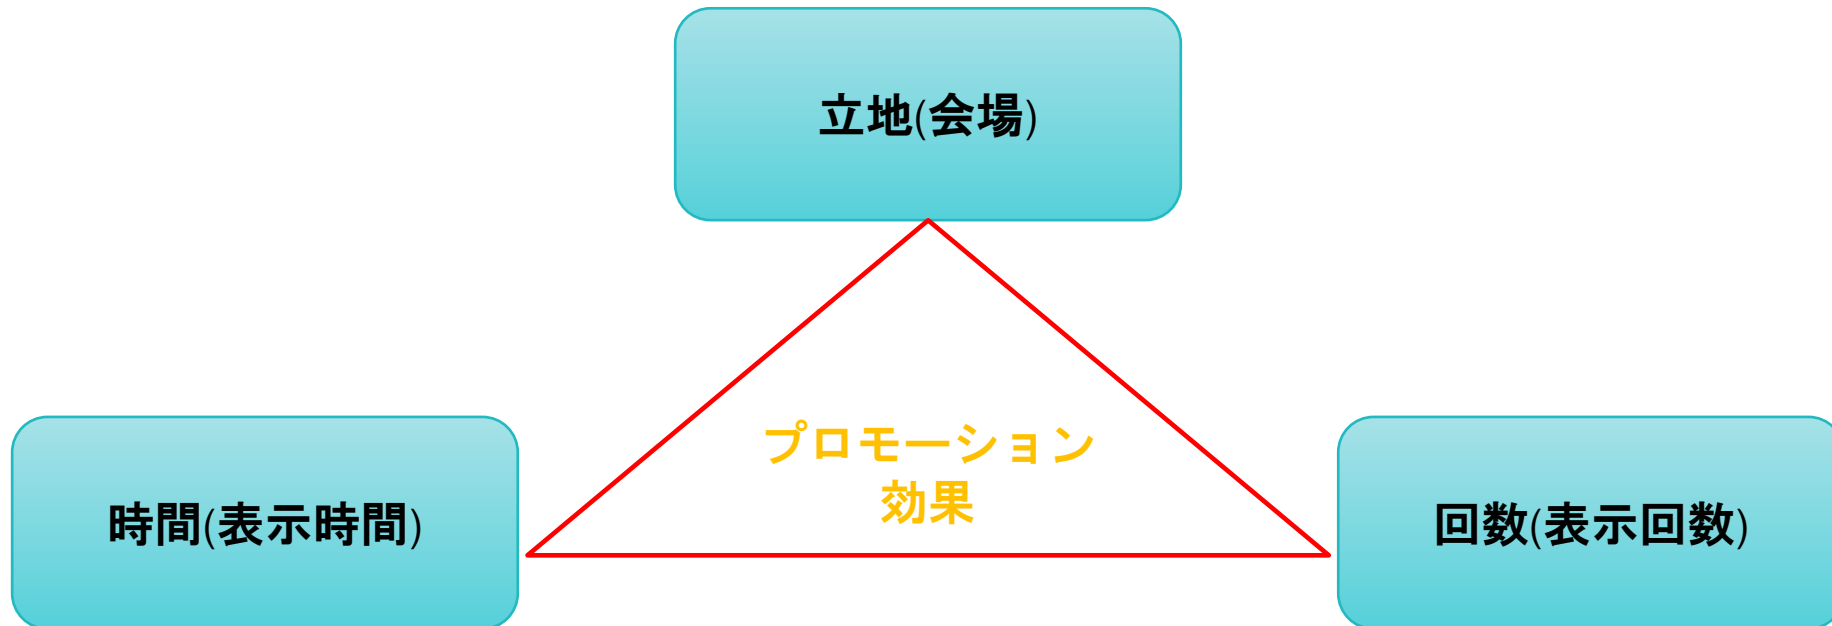 立地(会場)
プロモーション
効果
時間(表示時間)
回数(表示回数)